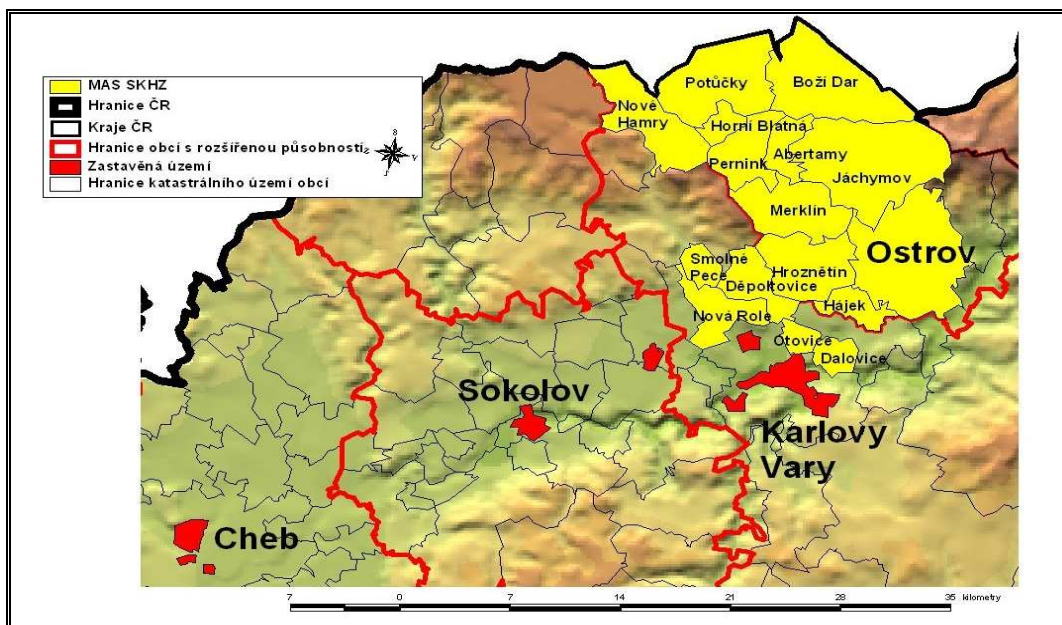 MAS SKHZ
Hranice ČR
Kraje ČR
Hranice obcí s rozšířenou působností
Zastavěná území
Hranice katastrálního území obcí
Potůčky
Boží Dar
Nové
Hamry
Horní Blatná
Pernink
Abertamy
Jáchymov
Merklín
Ostrov
Smolné
Pece
Hroznětín
Děpoltovice
Hájek
Nová Role
Otovice
Dalovice
Sokolov
Karlovy
Vary
Cheb
7 0 7 14 21 28 35 kilometry